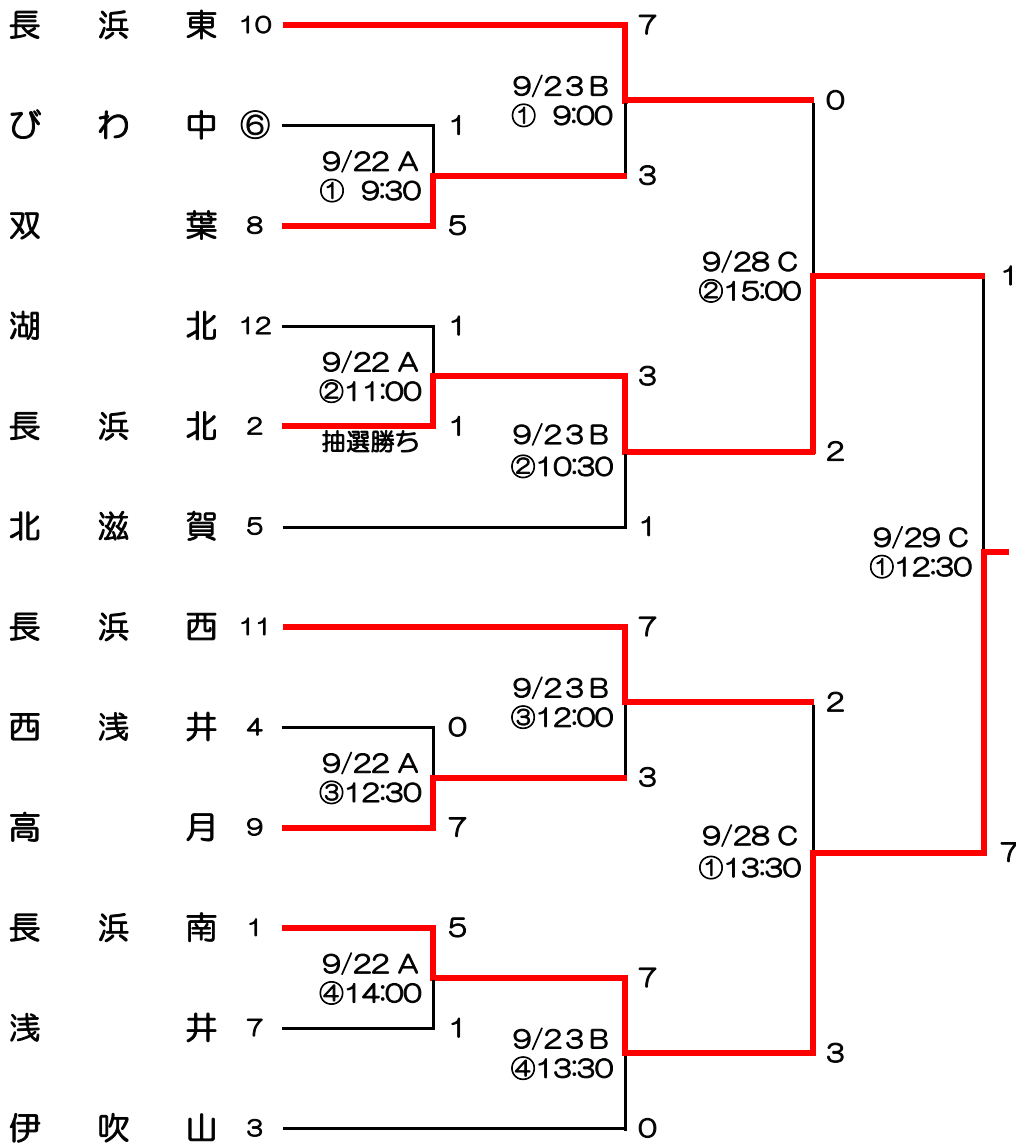 長浜東 10 7
9/23 B
① 9:00
0
びわ中 ⑥ 1
9/22 A
① 9:30
3
双葉 8 5
9/28 C
②15:00
1
湖北 12 1
9/22 A
②11:00
3
長浜北 2 1
抽選勝ち
9/23 B
②10:30
2
北滋賀 5 1
9/29 C
①12:30
長浜西 11 7
9/23 B
③12:00
2
西浅井 4 0
9/22 A
③12:30
3
高月 9 7
9/28 C
①13:30
7
長浜南 1 5
9/22 A
④14:00
7
浅井 7 1
9/23 B
④13:30
3
伊吹山 3 0